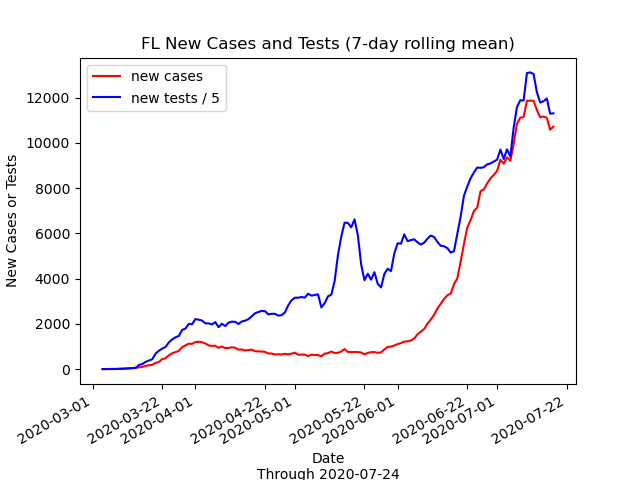 FL New Cases and Tests (7-day rolling mean)
new cases
new tests / 5
New Cases or Tests
12000
10000
8000
6000
4000
2000
0
2020-03-01
2020-03-22
2020-04-01
2020-04-22
2020-05-01
2020-05-22
2020-06-01
2020-06-22
2020-07-01
2020-07-22
Date
Through 2020-07-24